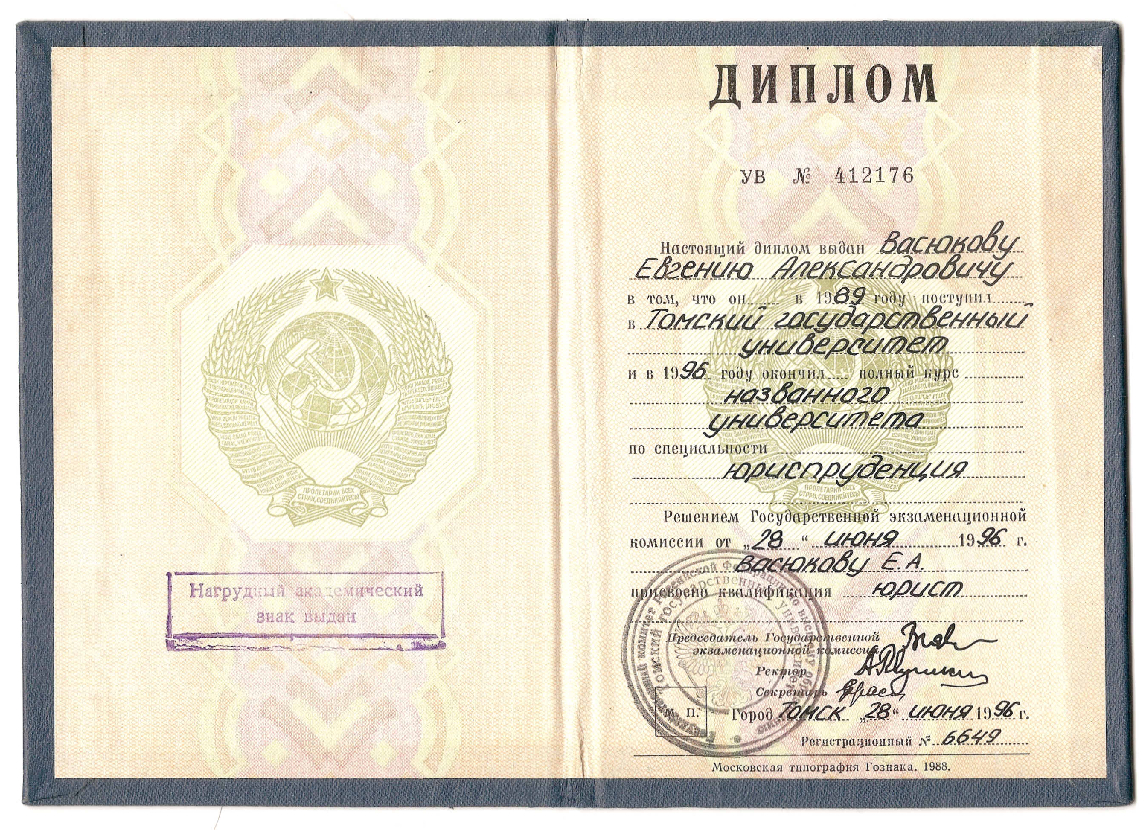 Нагрудный академический
знак выдан
ДИПЛОМ
УВ № 412176
Настоящий диплом выдан Васюкову
Евгению Александровичу
в том, что он в 1989 году поступил
в Томский государственный
университет
и в 1996 году окончил полный курс
названного
университета
по специальности
юриспруденция
Решением Государственной экзаменационной
комиссии от „28“ июня 1996 г.
Васюкову Е.А.
присвоена квалификация юрист
Председатель Государственной
экзаменационной комиссии
Ректор
Секретарь
М. П. Город Томск „28“ июня 1996 г.
Регистрационный № 6649
Московская типография Гознака. 1988.